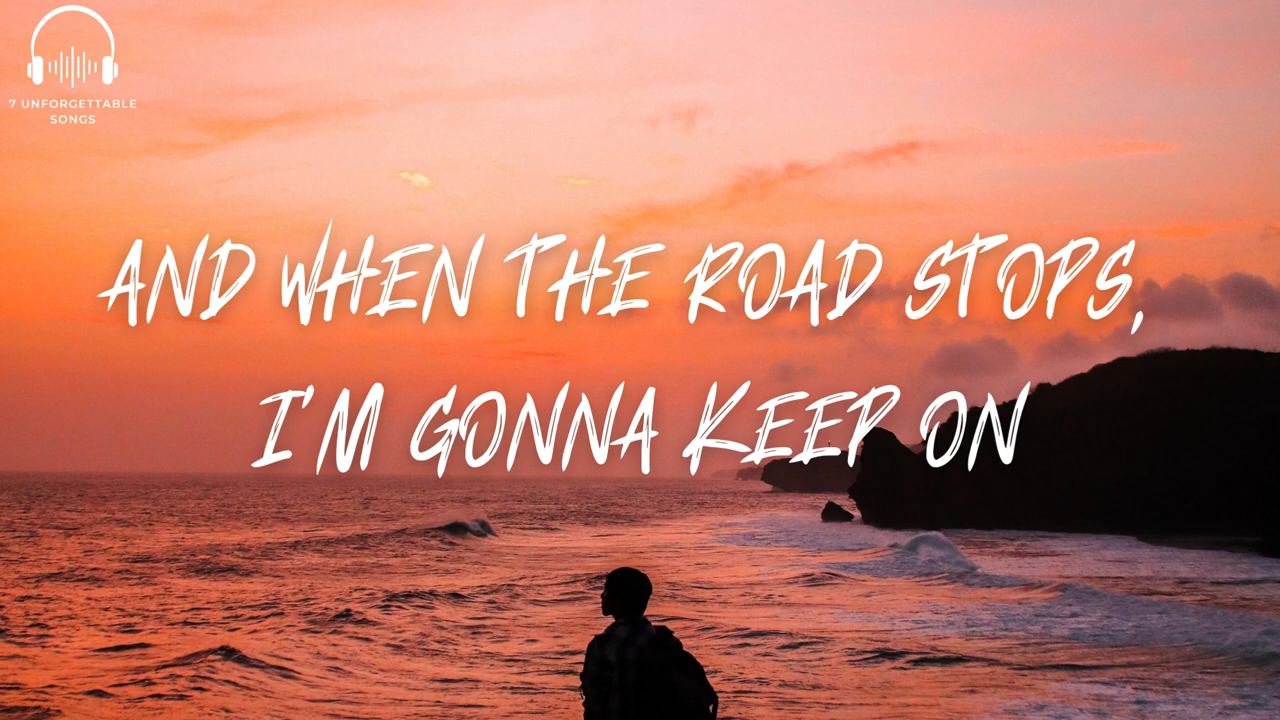 7 UNFORGETTABLE
SONGS
AND WHEN THE ROAD STOPS,
I'M GONNA KEEP ON